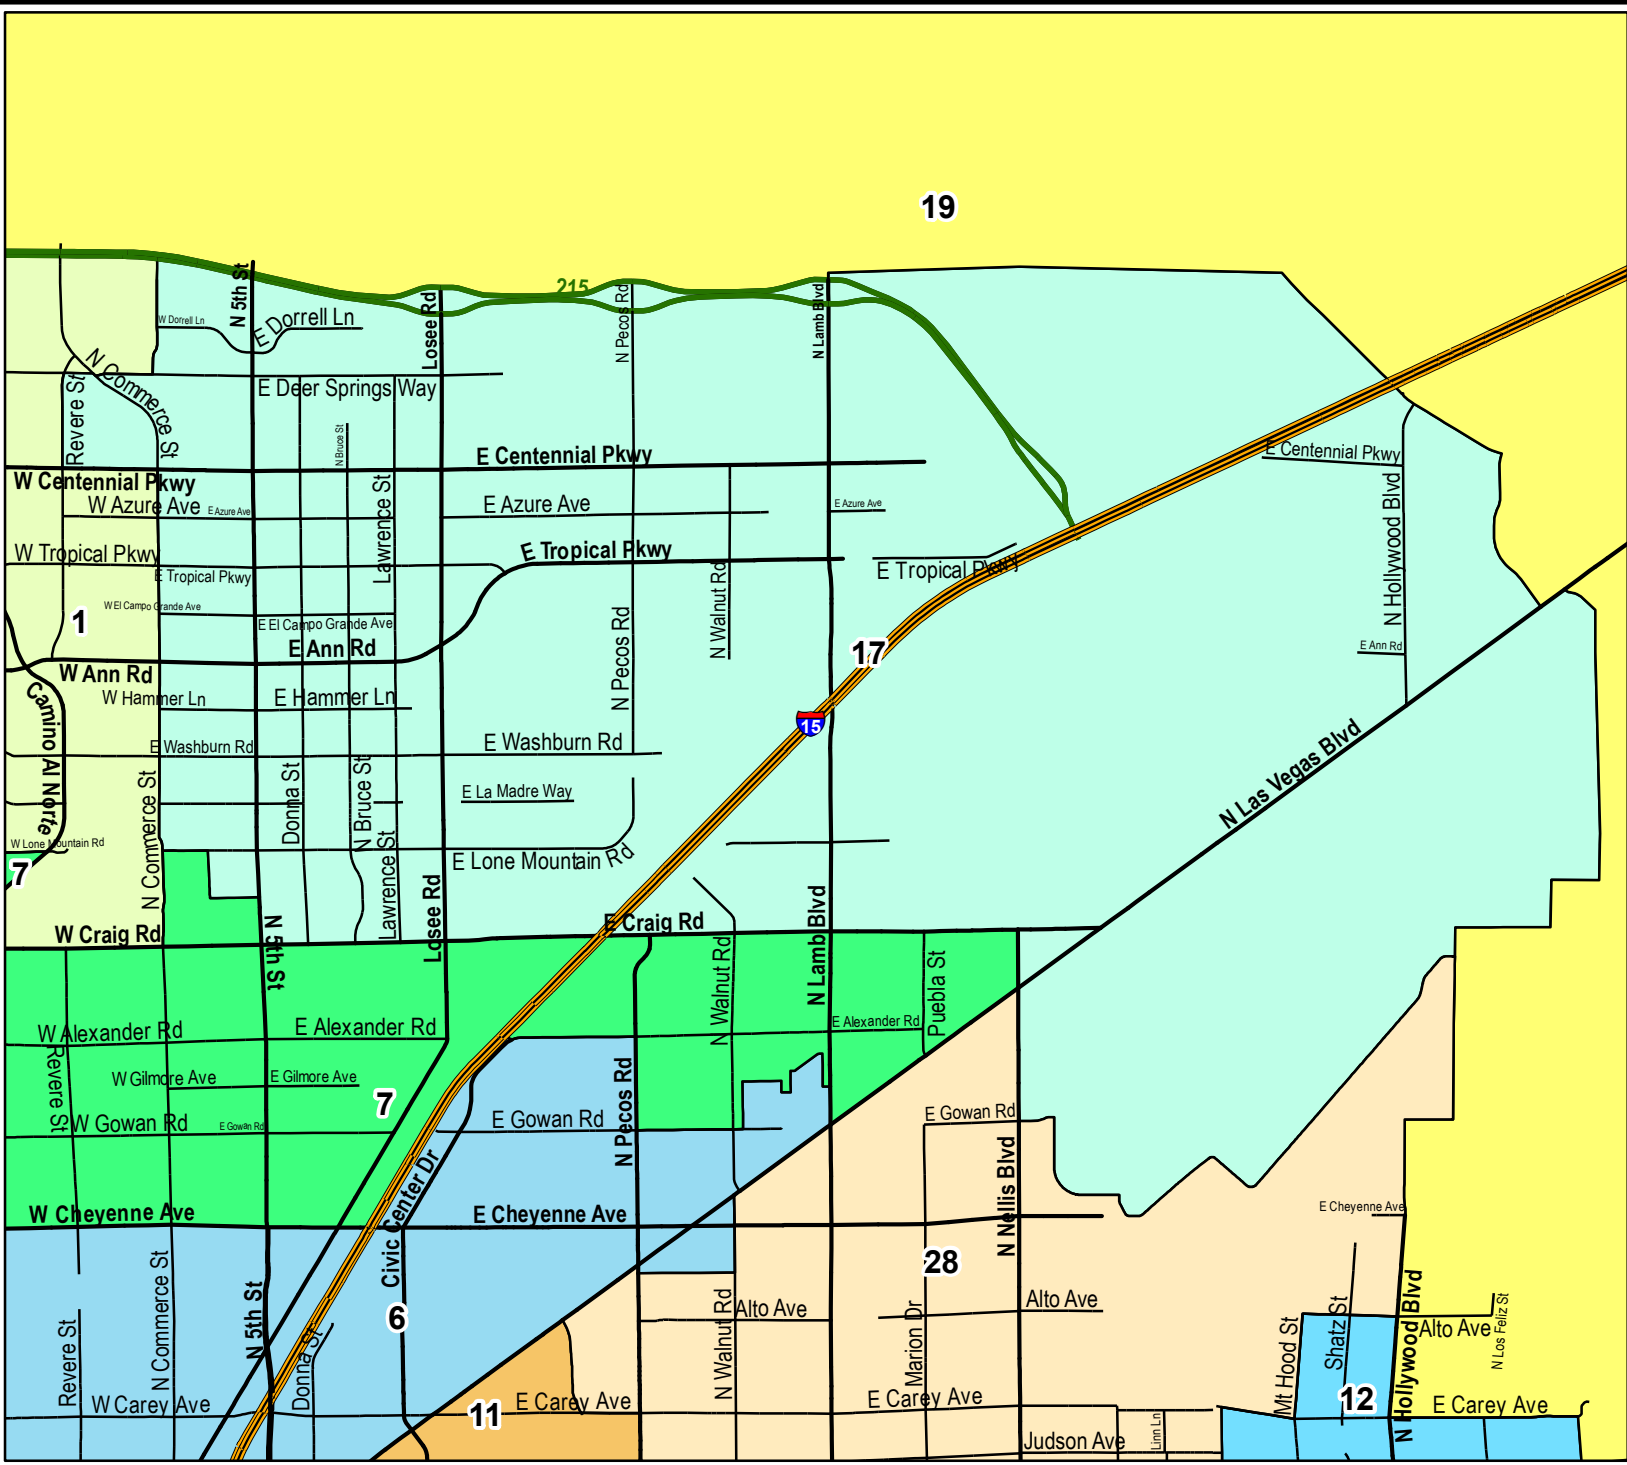 19
215
N 5th St
W Dorrell Ln
E Dorrell Ln
Losee Rd
N Pecos Rd
N Lamb Blvd
N Commerce St
Revere St
E Deer Springs Way
N Bruce St
E Centennial Pkwy
E Centennial Pkwy
W Centennial Pkwy
W Azure Ave
E Azure Ave
Lawrence St
E Azure Ave
E Azure Ave
N Hollywood Blvd
W Tropical Pkwy
E Tropical Pkwy
E Tropical Pkwy
E Tropical Pkwy
N Walnut Rd
W El Campo Grande Ave
E El Campo Grande Ave
1
E Ann Rd
N Pecos Rd
17
E Ann Rd
W Ann Rd
W Hammer Ln
E Hammer Ln
Camino Al Norte
15
E Washburn Rd
E Washburn Rd
N Las Vegas Blvd
N Commerce St
Donna St
N Bruce St
E La Madre Way
W Lone Mountain Rd
Lawrence St
E Lone Mountain Rd
7
Losee Rd
N Lamb Blvd
W Craig Rd
N 5th St
E Craig Rd
N Walnut Rd
Puebla St
W Alexander Rd
E Alexander Rd
E Alexander Rd
Revere St
W Gilmore Ave
E Gilmore Ave
7
N Pecos Rd
W Gowan Rd
E Gowan Rd
E Gowan Rd
E Gowan Rd
Civic Center Dr
N Nellis Blvd
W Cheyenne Ave
E Cheyenne Ave
E Cheyenne Ave
28
Revere St
N Commerce St
N 5th St
6
Donna St
N Walnut Rd
Alto Ave
Marion Dr
Alto Ave
Mt Hood St
Shatz St
N Hollywood Blvd
Alto Ave
N Los Feliz St
W Carey Ave
11
E Carey Ave
E Carey Ave
12
E Carey Ave
Judson Ave
Linn Ln